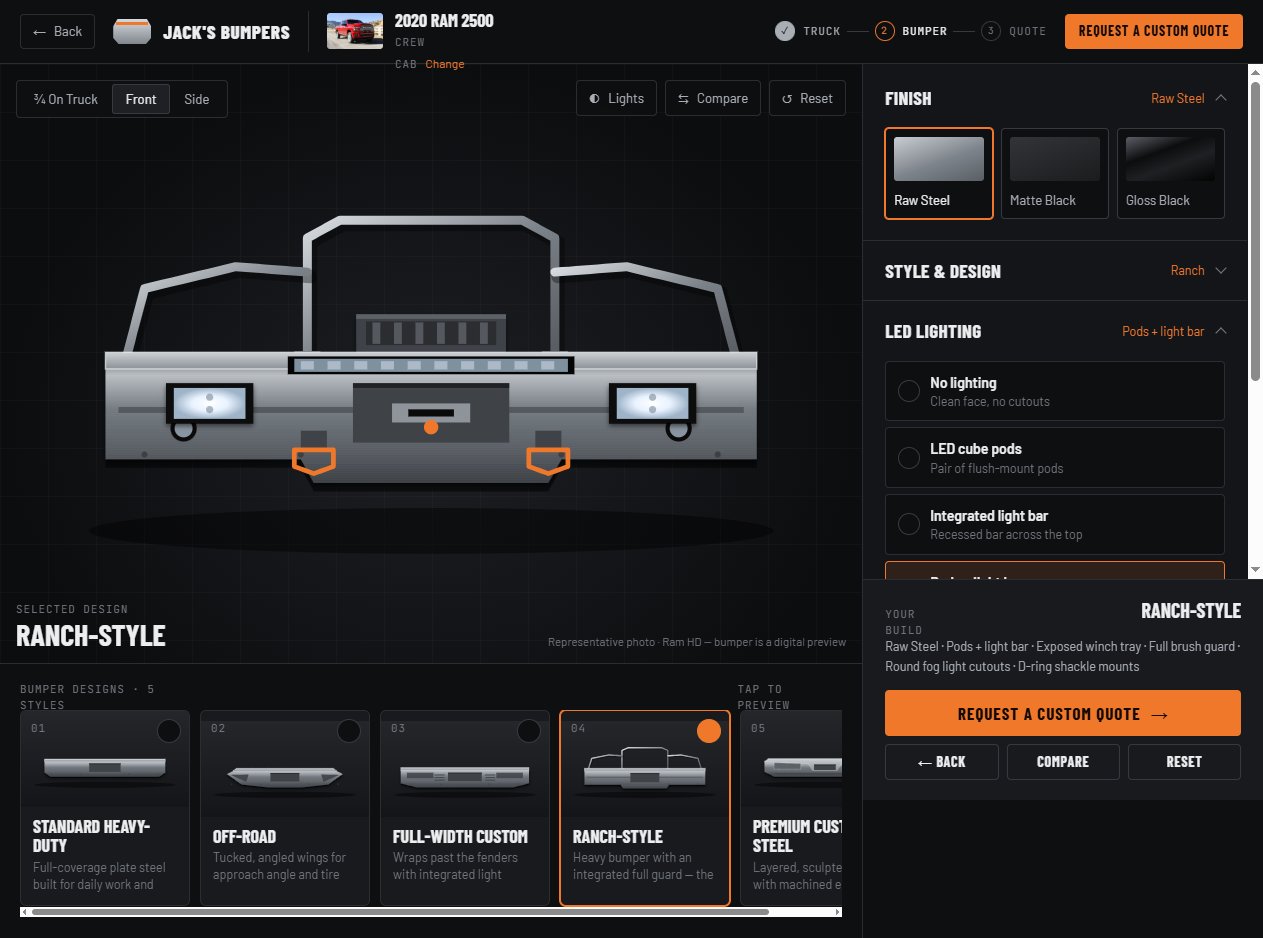 ← Back
JACK'S BUMPERS
2020 RAM 2500
CREW
CAB Change
✓ TRUCK
2 BUMPER
3 QUOTE
REQUEST A CUSTOM QUOTE
¾ On Truck
Front
Side
Lights
Compare
Reset
SELECTED DESIGN
RANCH-STYLE
Representative photo · Ram HD — bumper is a digital preview
BUMPER DESIGNS · 5
STYLES
TAP TO
PREVIEW
01
STANDARD HEAVY-
DUTY
Full-coverage plate steel
built for daily work and
02
OFF-ROAD
Tucked, angled wings for
approach angle and tire
03
FULL-WIDTH CUSTOM
Wraps past the fenders
with integrated light
04
RANCH-STYLE
Heavy bumper with an
integrated full guard — the
05
PREMIUM CUST
STEEL
Layered, sculpte
with machined e
FINISH
Raw Steel
Raw Steel
Matte Black
Gloss Black
STYLE & DESIGN
Ranch
LED LIGHTING
Pods + light bar
No lighting
Clean face, no cutouts
LED cube pods
Pair of flush-mount pods
Integrated light bar
Recessed bar across the top
YOUR
BUILD
RANCH-STYLE
Raw Steel · Pods + light bar · Exposed winch tray · Full brush guard ·
Round fog light cutouts · D-ring shackle mounts
REQUEST A CUSTOM QUOTE →
← BACK
COMPARE
RESET